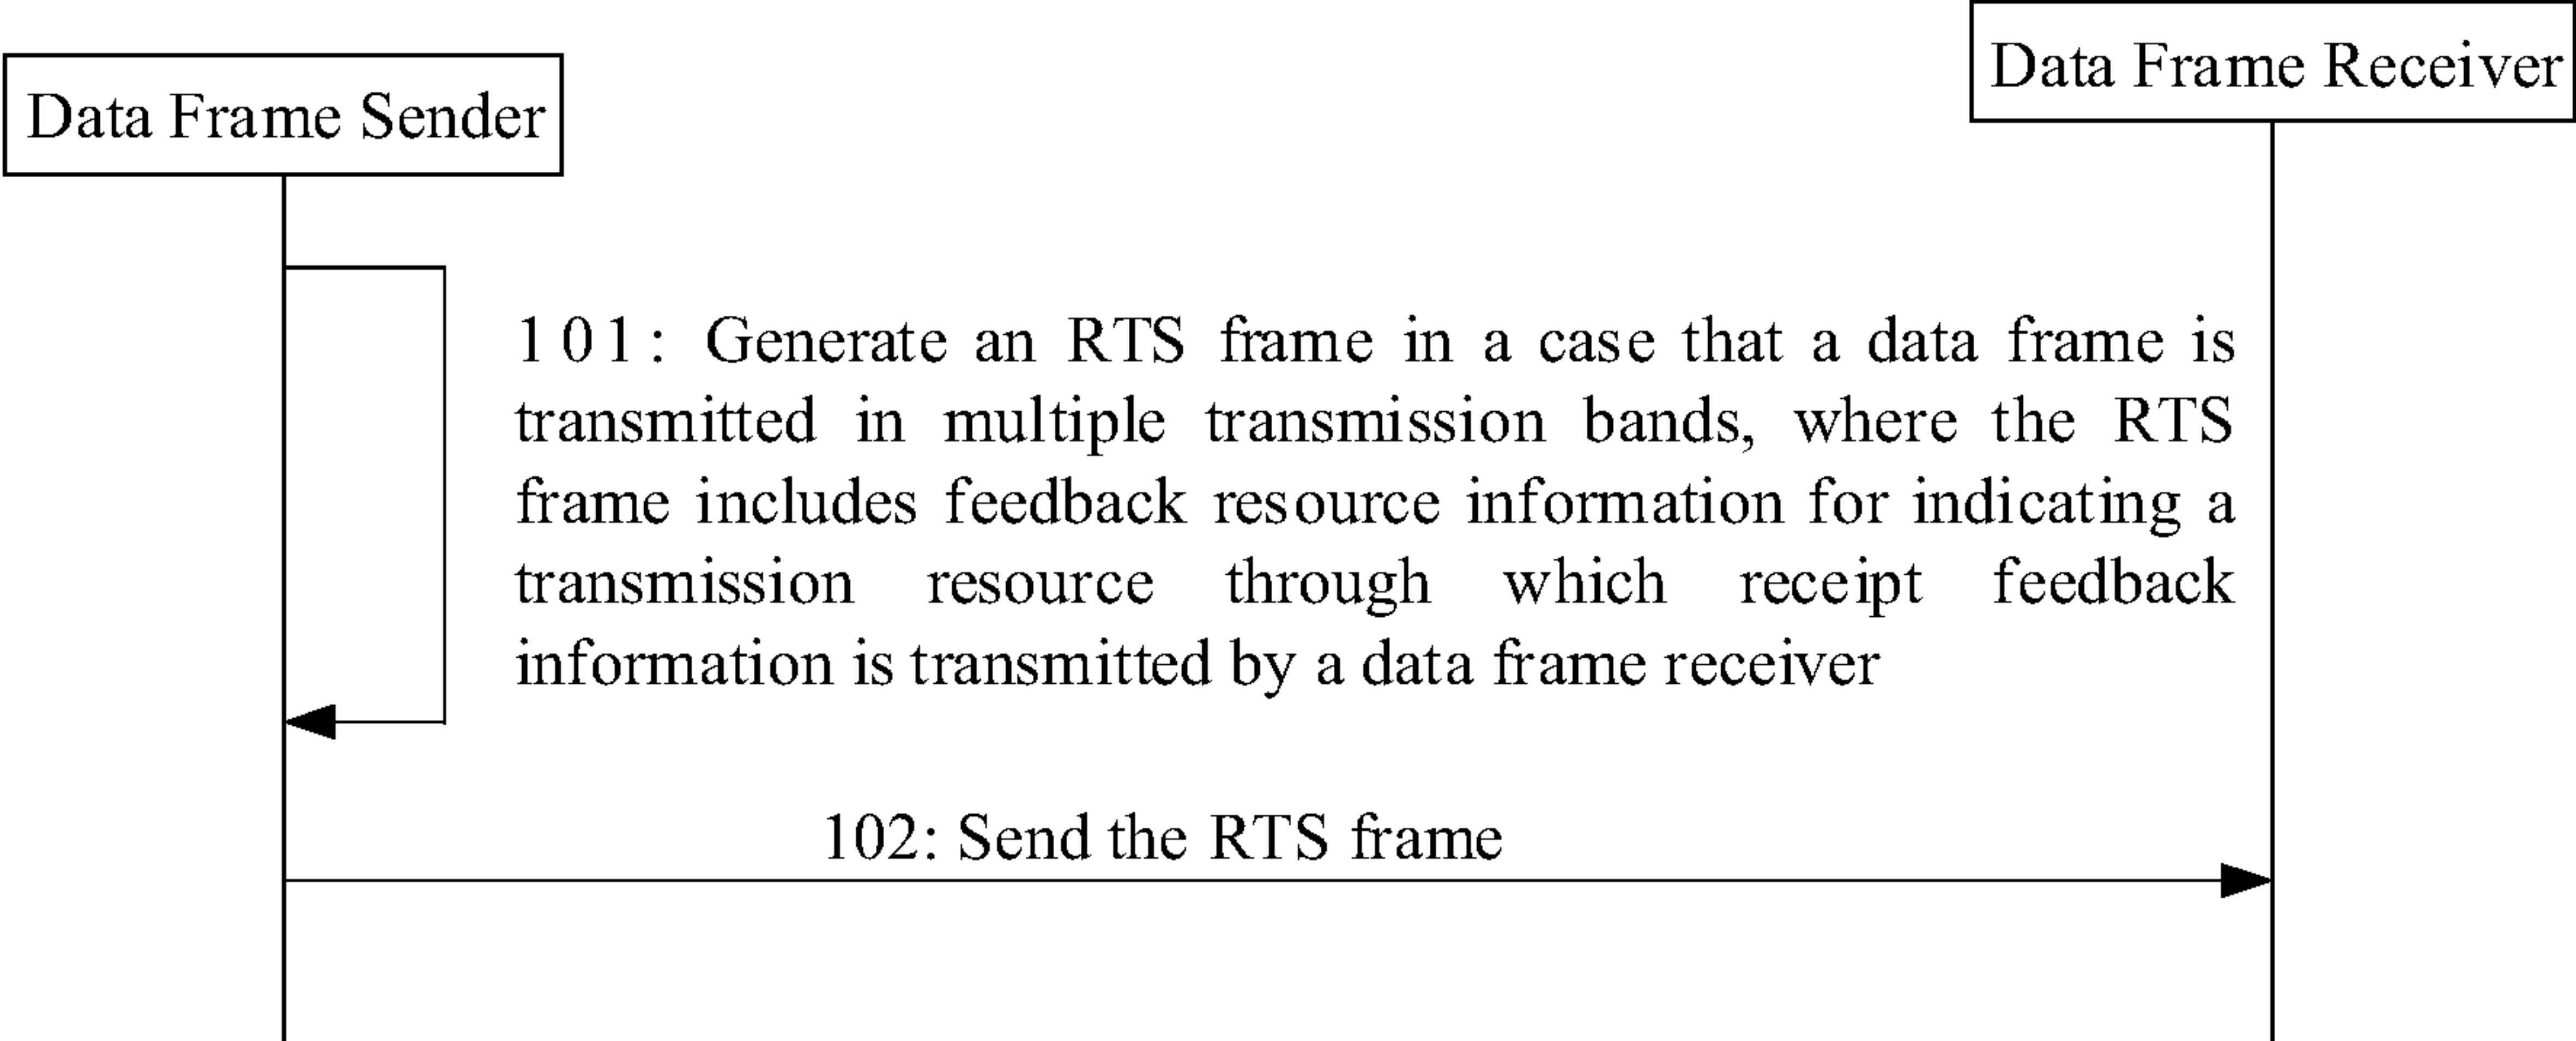 Data Frame Sender
Data Frame Receiver
101: Generate an RTS frame in a case that a data frame is
transmitted in multiple transmission bands, where the RTS
frame includes feedback resource information for indicating a
transmission resource through which receipt feedback
information is transmitted by a data frame receiver
102: Send the RTS frame